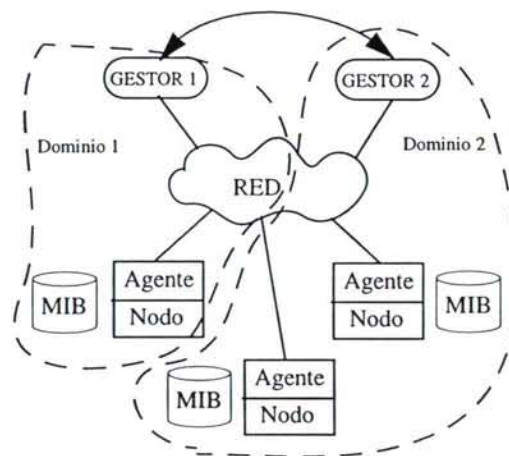 GESTOR 1
GESTOR 2
Dominio 1
Dominio 2
RED
MIB
Agente
Nodo
Agente
Nodo
MIB
MIB
Agente
Nodo